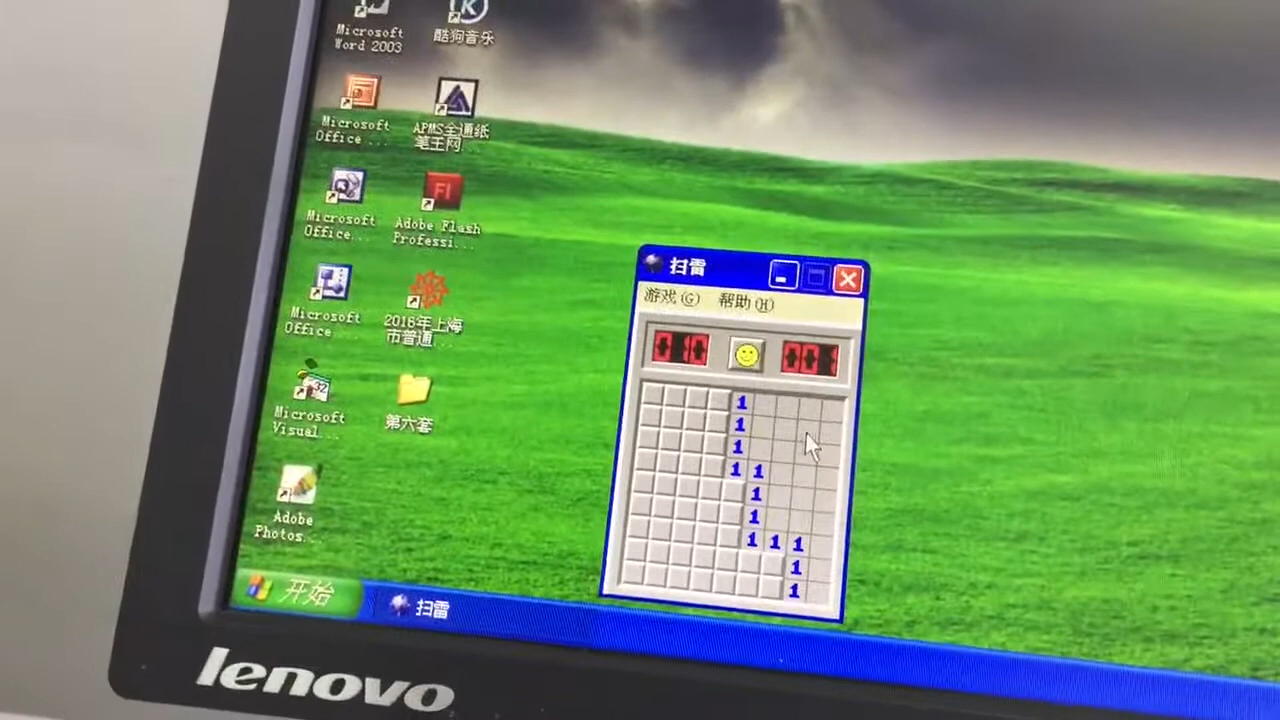 Microsoft
Word 2003
酷狗音乐
Microsoft
Office ...
APMS全通纸
笔王网...
Microsoft
Office...
Fl
Adobe Flash
Professi...
Microsoft
Office ...
2016年上海
市普通...
Microsoft
Visual...
第六套
Adobe
Photos...
扫雷
游戏(G) 帮助(H)
010
001
1
1
1
1 1
1
1
1 1 1
1
1
开始
扫雷
lenovo